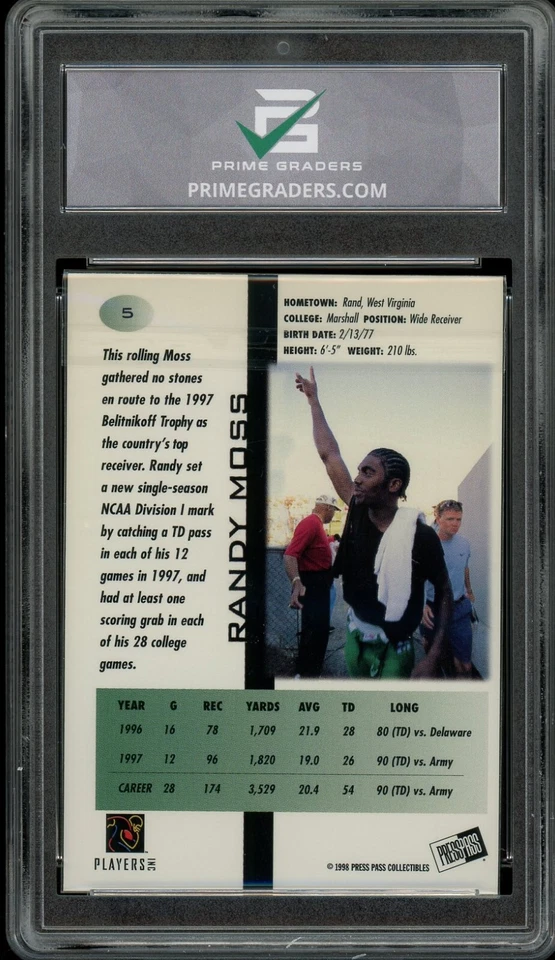 PG
PRIME GRADERS
PRIMEGRADERS.COM
5
HOMETOWN: Rand, West Virginia
COLLEGE: Marshall POSITION: Wide Receiver
BIRTH DATE: 2/13/77
HEIGHT: 6'-5" WEIGHT: 210 lbs.
This rolling Moss
gathered no stones
en route to the 1997
Belitnikoff Trophy as
the country's top
receiver. Randy set
a new single-season
NCAA Division I mark
by catching a TD pass
in each of his 12
games in 1997, and
had at least one
scoring grab in each
of his 28 college
games.
RANDY MOSS
YEAR G REC YARDS AVG TD LONG
1996 16 78 1,709 21.9 28 80 (TD) vs. Delaware
1997 12 96 1,820 19.0 26 90 (TD) vs. Army
CAREER 28 174 3,529 20.4 54 90 (TD) vs. Army
PLAYERS INC
© 1998 PRESS PASS COLLECTIBLES
PRESS PASS